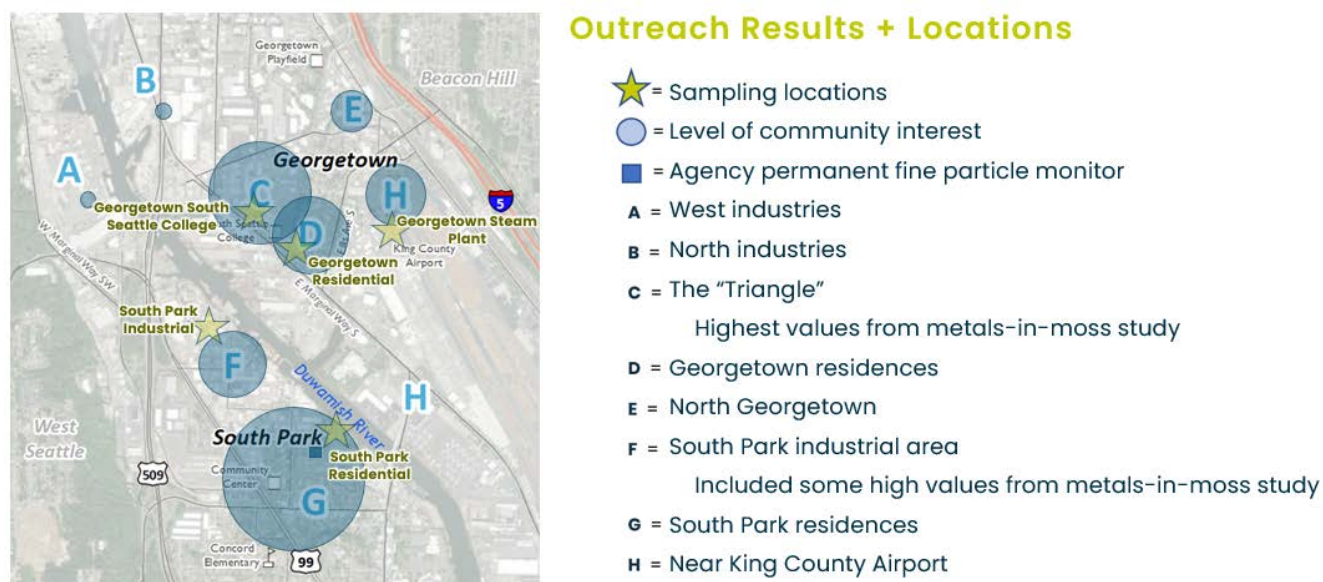 Georgetown
Playfield
Beacon Hill
B
E
Georgetown
A
C
H
5
Georgetown South
Seattle College
College
D
Georgetown Steam
Plant
King County
Airport
Georgetown
Residential
W Marginal Way SW
E Marginal Way S
South Park
Industrial
F
Duwamish River
H
West
Seattle
South Park
South Park
Residential
509
Community
Center
G
Concord
Elementary
99
Outreach Results + Locations
= Sampling locations
= Level of community interest
= Agency permanent fine particle monitor
A = West industries
B = North industries
C = The “Triangle”
Highest values from metals-in-moss study
D = Georgetown residences
E = North Georgetown
F = South Park industrial area
Included some high values from metals-in-moss study
G = South Park residences
H = Near King County Airport